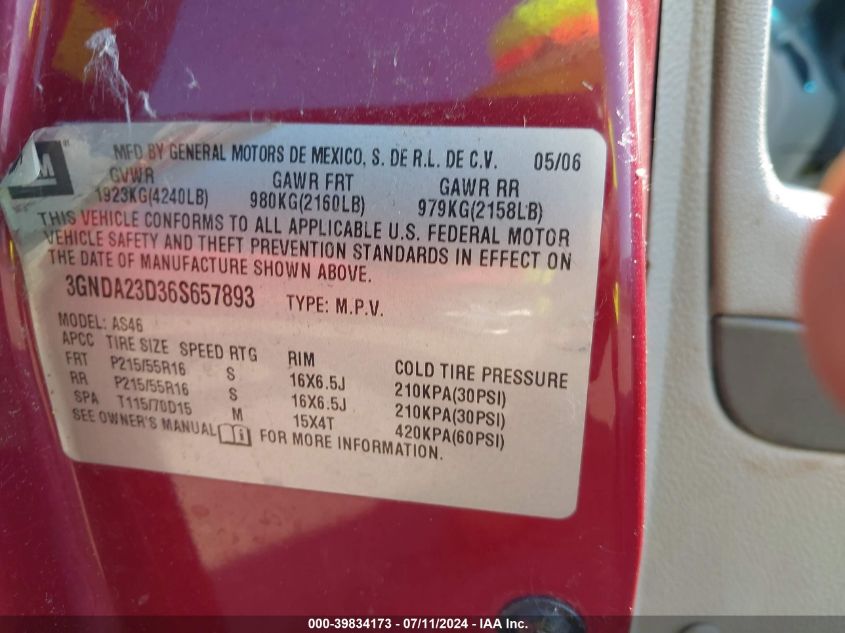 GM
MFD BY GENERAL MOTORS DE MEXICO, S. DE R.L. DE C.V. 05/06
GVWR GAWR FRT GAWR RR
1923KG(4240LB) 980KG(2160LB) 979KG(2158LB)
THIS VEHICLE CONFORMS TO ALL APPLICABLE U.S. FEDERAL MOTOR
VEHICLE SAFETY AND THEFT PREVENTION STANDARDS IN EFFECT ON
THE DATE OF MANUFACTURE SHOWN ABOVE.
3GNDA23D36S657893 TYPE: M.P.V.
MODEL: AS46
APCC TIRE SIZE SPEED RTG RIM COLD TIRE PRESSURE
FRT P215/55R16 S 16X6.5J 210KPA(30PSI)
RR P215/55R16 S 16X6.5J 210KPA(30PSI)
SPA T115/70D15 M 15X4T 420KPA(60PSI)
SEE OWNER'S MANUAL FOR MORE INFORMATION.
000-39834173 - 07/11/2024 - IAA Inc.